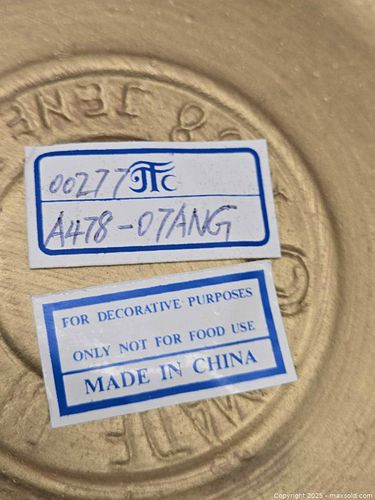 00277 JTC
A478-07ANG
FOR DECORATIVE PURPOSES
ONLY NOT FOR FOOD USE
MADE IN CHINA
Copyright 2025 - maxsold.com